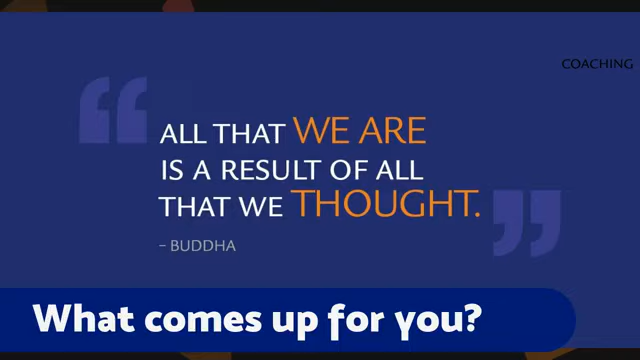 COACHING
“
ALL THAT WE ARE
IS A RESULT OF ALL
THAT WE THOUGHT.
”
– BUDDHA
What comes up for you?